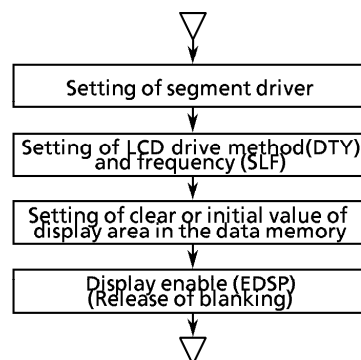 Setting of segment driver
Setting of LCD drive method(DTY)
and frequency (SLF)
Setting of clear or initial value of
display area in the data memory
Display enable (EDSP)
(Release of blanking)